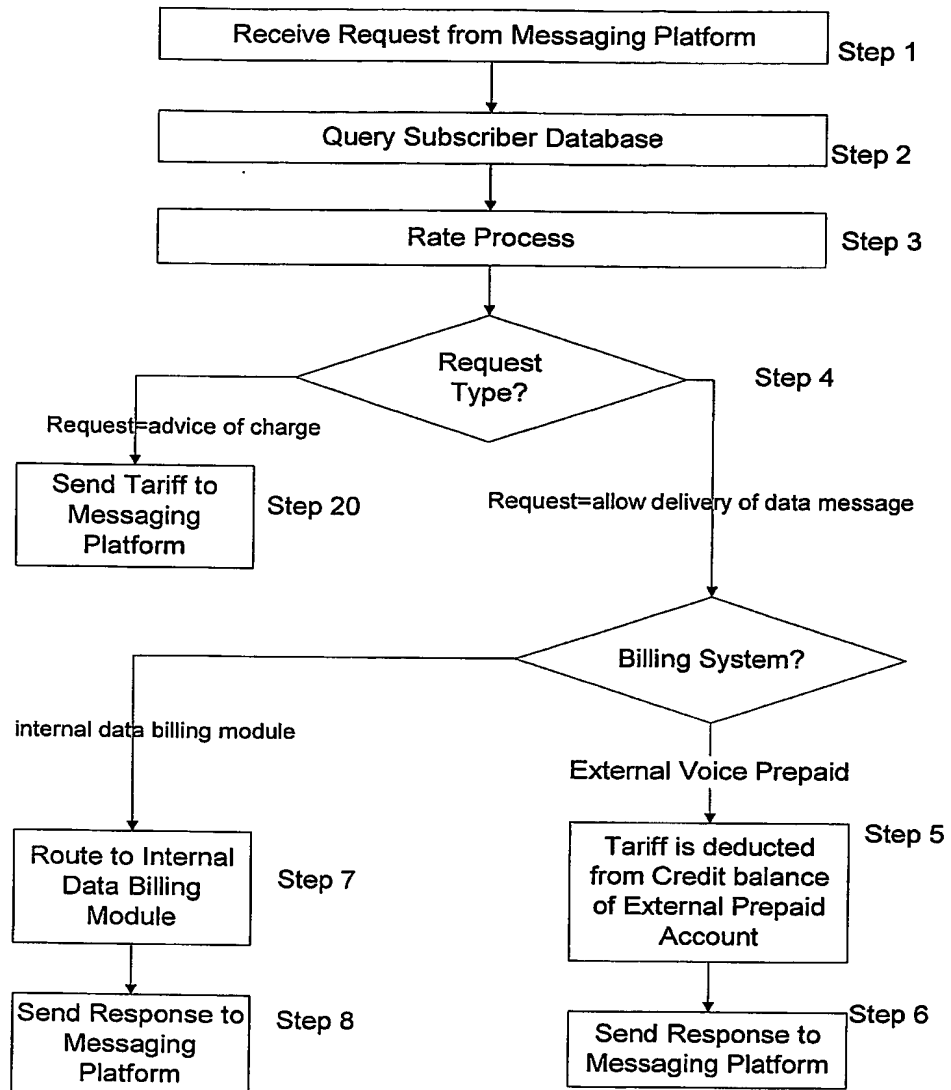 Receive Request from Messaging Platform
Step 1
Query Subscriber Database
Step 2
Rate Process
Step 3
Request
Type?
Step 4
Request=advice of charge
Send Tariff to
Messaging
Platform
Step 20
Request=allow delivery of data message
Billing System?
internal data billing module
External Voice Prepaid
Step 5
Tariff is deducted
from Credit balance
of External Prepaid
Account
Route to Internal
Data Billing
Module
Step 7
Send Response to
Messaging
Platform
Step 8
Step 6
Send Response to
Messaging Platform